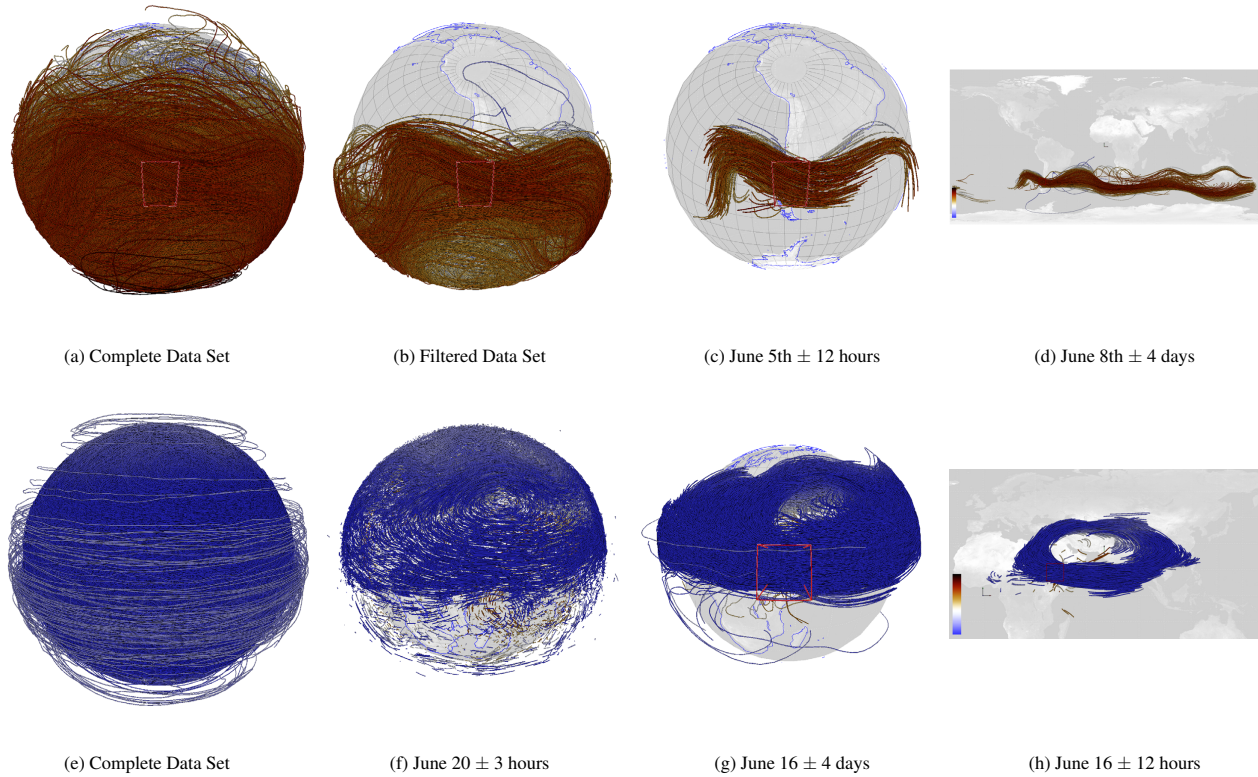 (a) Complete Data Set
(b) Filtered Data Set
(c) June 5th ± 12 hours
(d) June 8th ± 4 days
(e) Complete Data Set
(f) June 20 ± 3 hours
(g) June 16 ± 4 days
(h) June 16 ± 12 hours